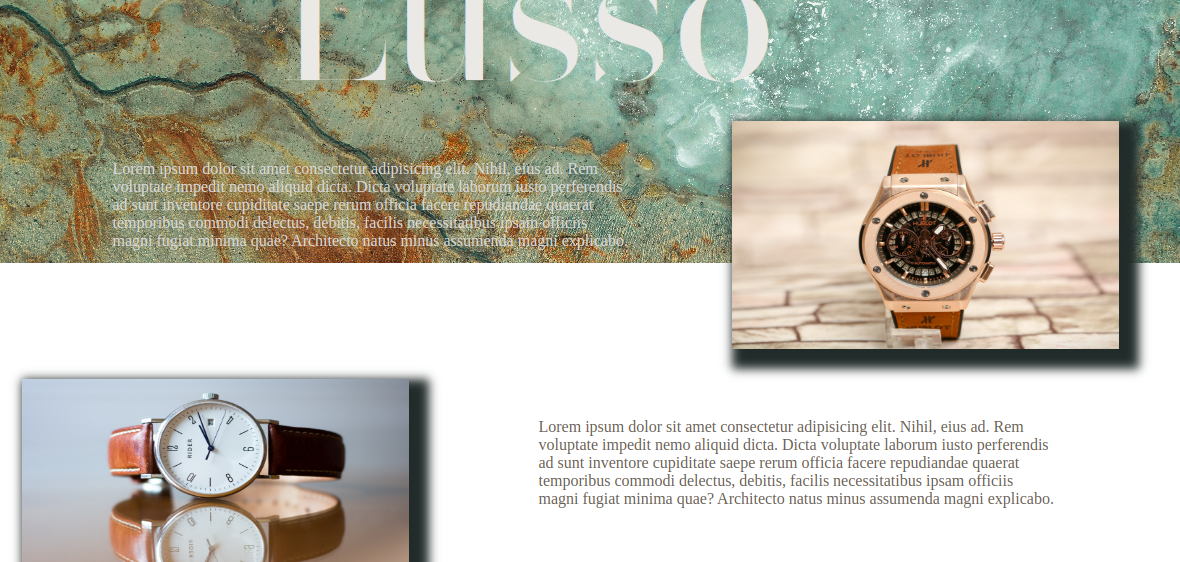 Lusso
Lorem ipsum dolor sit amet consectetur adipisicing elit. Nihil, eius ad. Rem
voluptate impedit nemo aliquid dicta. Dicta voluptate laborum iusto perferendis
ad sunt inventore cupiditate saepe rerum officia facere repudiandae quaerat
temporibus commodi delectus, debitis, facilis necessitatibus ipsam officiis
magni fugiat minima quae? Architecto natus minus assumenda magni explicabo.
RIDER
Lorem ipsum dolor sit amet consectetur adipisicing elit. Nihil, eius ad. Rem
voluptate impedit nemo aliquid dicta. Dicta voluptate laborum iusto perferendis
ad sunt inventore cupiditate saepe rerum officia facere repudiandae quaerat
temporibus commodi delectus, debitis, facilis necessitatibus ipsam officiis
magni fugiat minima quae? Architecto natus minus assumenda magni explicabo.